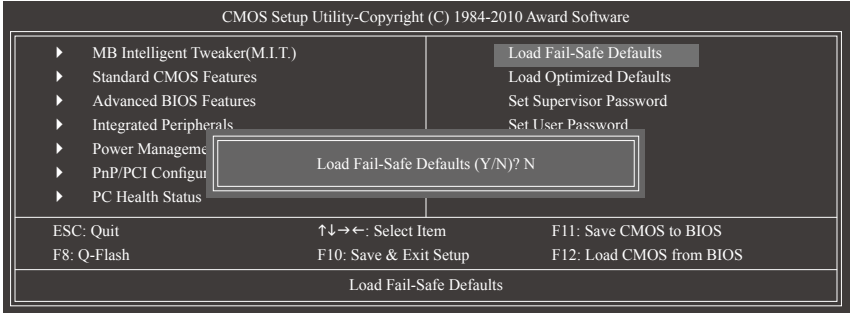 CMOS Setup Utility-Copyright (C) 1984-2010 Award Software
MB Intelligent Tweaker(M.I.T.)
Standard CMOS Features
Advanced BIOS Features
Integrated Peripherals
Power Manageme
PnP/PCI Configur
PC Health Status
Load Fail-Safe Defaults
Load Optimized Defaults
Set Supervisor Password
Set User Password
Load Fail-Safe Defaults (Y/N)? N
ESC: Quit ↑↓→←: Select Item F11: Save CMOS to BIOS
F8: Q-Flash F10: Save & Exit Setup F12: Load CMOS from BIOS
Load Fail-Safe Defaults